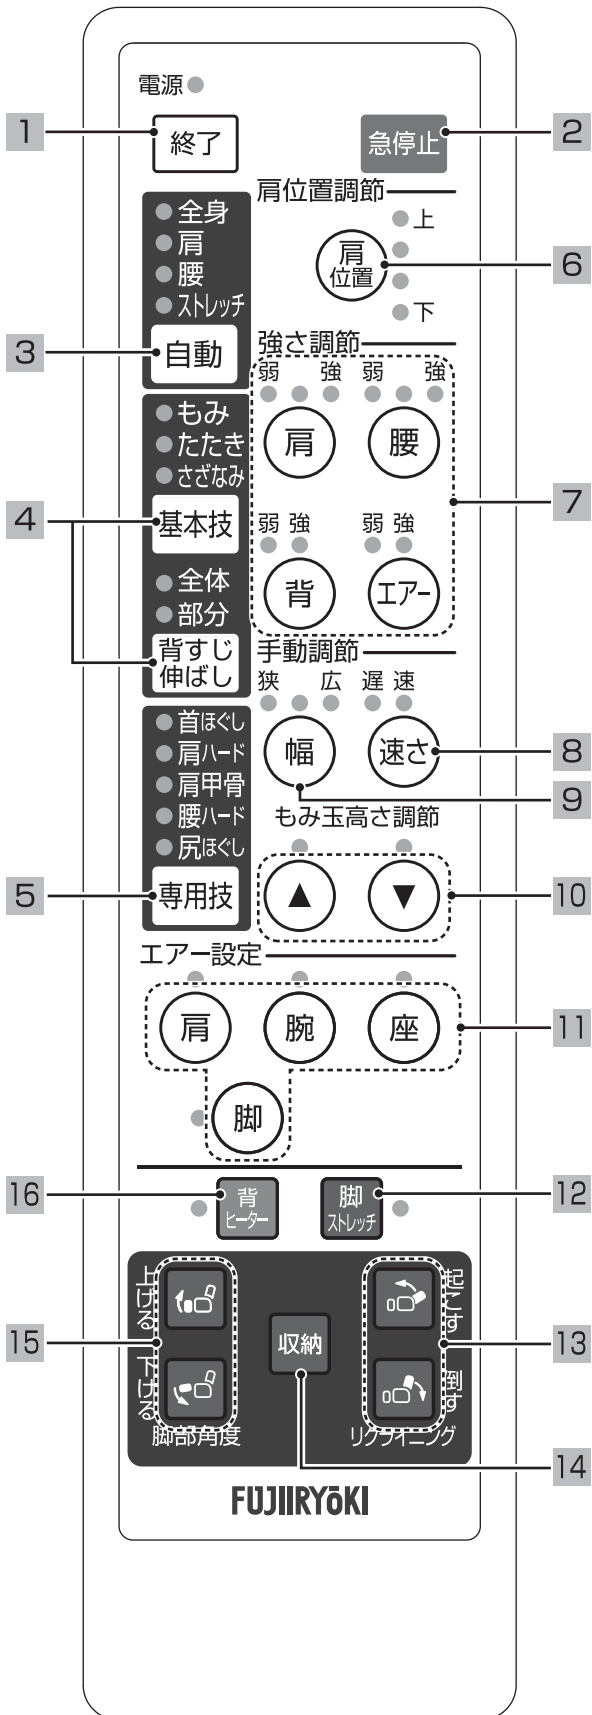 電源
1
終了
急停止
2
肩位置調節
全身
肩
腰
ストレッチ
3
自動
上
肩
位置
6
下
強さ調節
弱 強 弱 強
肩 腰
弱 強 弱 強
背 エアー
7
もみ
たたき
さざなみ
4
基本技
全体
部分
背すじ
伸ばし
手動調節
狭 広 遅 速
幅 速さ
8
9
首ほぐし
肩ハード
肩甲骨
腰ハード
尻ほぐし
5
専用技
もみ玉高さ調節
▲ ▼
10
エアー設定
肩 腕 座
11
脚
16
背
ヒーター
脚
ストレッチ
12
上げる
下げる
15
脚部角度
収納
起こす
倒す
13
リクライニング
14
FUJIIRYōKI